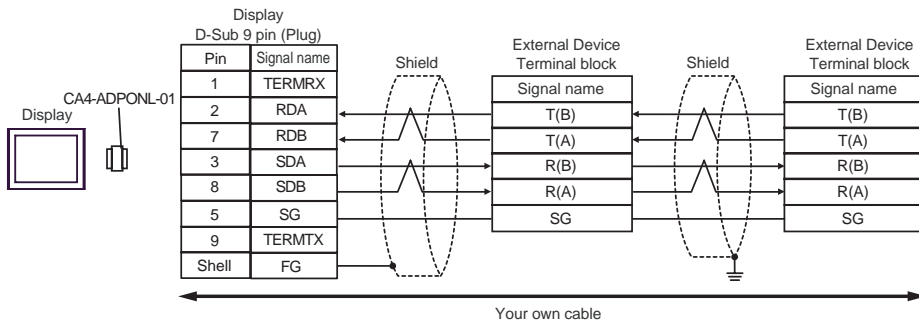 Display
D-Sub 9 pin (Plug)
Pin Signal name
1 TERMRX
2 RDA
7 RDB
3 SDA
8 SDB
5 SG
9 TERMTX
Shell FG
Display
CA4-ADPONL-01
Shield
External Device
Terminal block
Signal name
T(B)
T(A)
R(B)
R(A)
SG
Shield
External Device
Terminal block
Signal name
T(B)
T(A)
R(B)
R(A)
SG
Your own cable